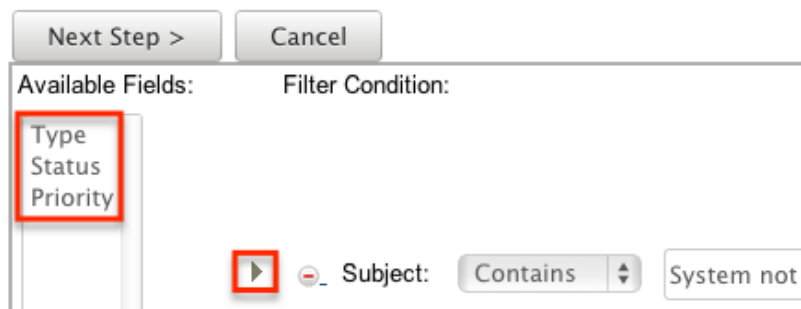 Next Step > Cancel
Available Fields: Filter Condition:
Type
Status
Priority
Subject: Contains System not